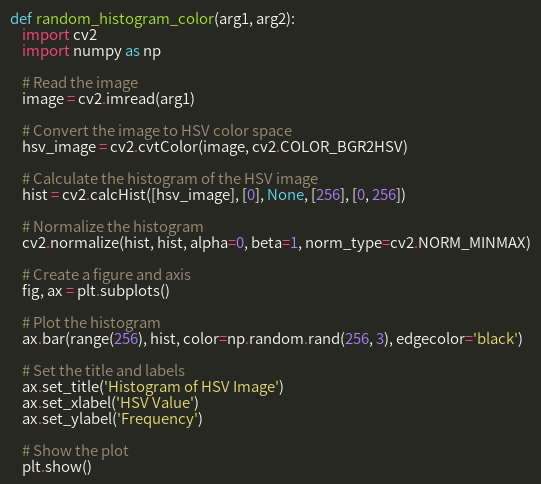 def random_histogram_color(arg1, arg2):
    import cv2
    import numpy as np

    # Read the image
    image = cv2.imread(arg1)

    # Convert the image to HSV color space
    hsv_image = cv2.cvtColor(image, cv2.COLOR_BGR2HSV)

    # Calculate the histogram of the HSV image
    hist = cv2.calcHist([hsv_image], [0], None, [256], [0, 256])

    # Normalize the histogram
    cv2.normalize(hist, hist, alpha=0, beta=1, norm_type=cv2.NORM_MINMAX)

    # Create a figure and axis
    fig, ax = plt.subplots()

    # Plot the histogram
    ax.bar(range(256), hist, color=np.random.rand(256, 3), edgecolor='black')

    # Set the title and labels
    ax.set_title('Histogram of HSV Image')
    ax.set_xlabel('HSV Value')
    ax.set_ylabel('Frequency')

    # Show the plot
    plt.show()